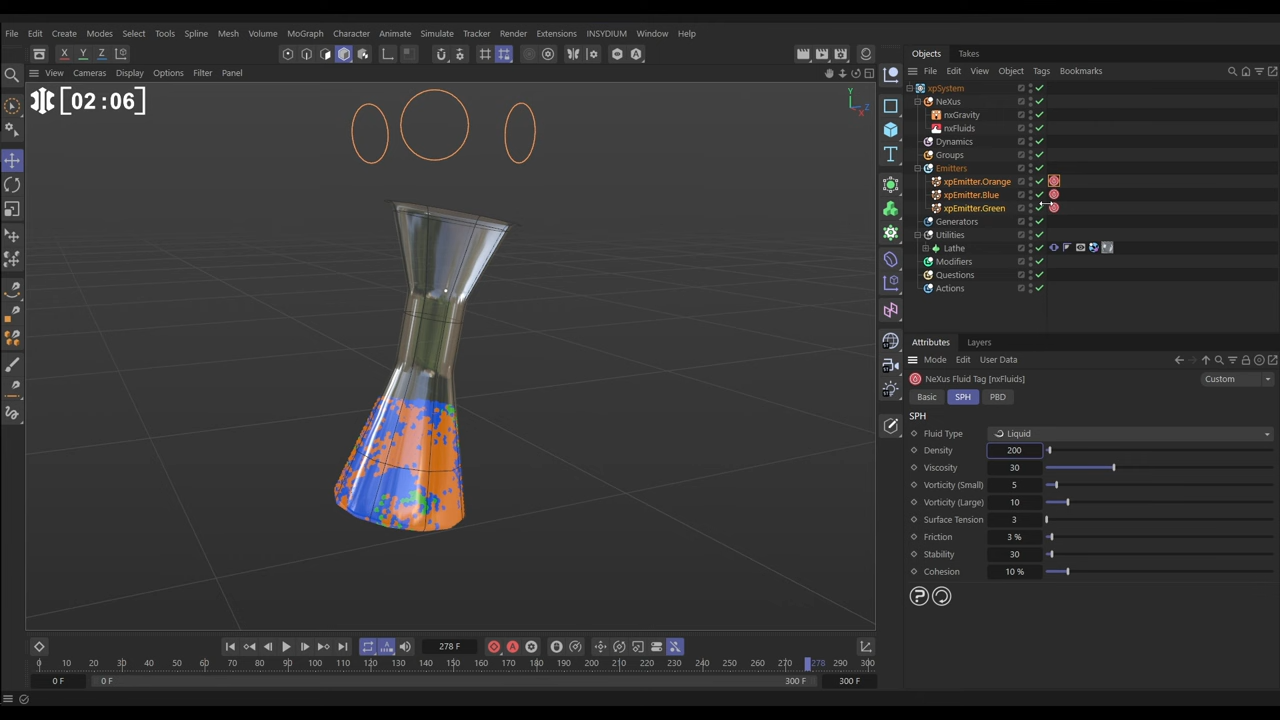 File Edit Create Modes Select Tools Spline Mesh Volume MoGraph Character Animate Simulate Tracker Render Extensions INSYDIUM Window Help
X Y Z
View Cameras Display Options Filter Panel
[02:06]
Y
Z
X
Objects Takes
File Edit View Object Tags Bookmarks
xpSystem
NeXus
nxGravity
nxFluids
Dynamics
Groups
Emitters
xpEmitter.Orange
xpEmitter.Blue
xpEmitter.Green
Generators
Utilities
Lathe
Modifiers
Questions
Actions
Attributes Layers
Mode Edit User Data
NeXus Fluid Tag [nxFluids] Custom
Basic SPH PBD
SPH
Fluid Type Liquid
Density 200
Viscosity 30
Vorticity (Small) 5
Vorticity (Large) 10
Surface Tension 3
Friction 3 %
Stability 30
Cohesion 10 %
278 F
0 10 20 30 40 50 60 70 80 90 100 110 120 130 140 150 160 170 180 190 200 210 220 230 240 250 260 270 278 290 300
0 F 0 F 300 F 300 F